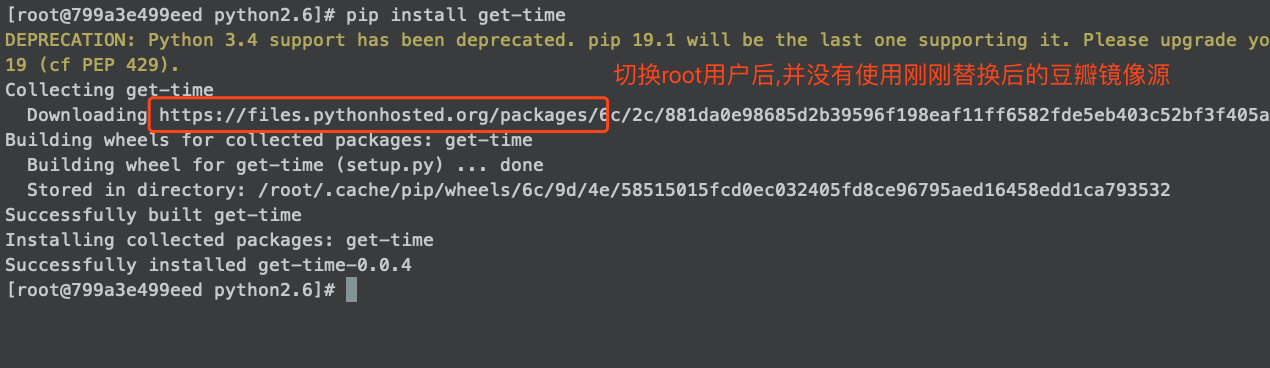 [root@799a3e499eed python2.6]# pip install get-time
DEPRECATION: Python 3.4 support has been deprecated. pip 19.1 will be the last one supporting it. Please upgrade yo
19 (cf PEP 429).
切换root用户后,并没有使用刚刚替换后的豆瓣镜像源
Collecting get-time
Downloading https://files.pythonhosted.org/packages/6c/2c/881da0e98685d2b39596f198eaf11ff6582fde5eb403c52bf3f405a
Building wheels for collected packages: get-time
Building wheel for get-time (setup.py) ... done
Stored in directory: /root/.cache/pip/wheels/6c/9d/4e/58515015fcd0ec032405fd8ce96795aed16458edd1ca793532
Successfully built get-time
Installing collected packages: get-time
Successfully installed get-time-0.0.4
[root@799a3e499eed python2.6]#